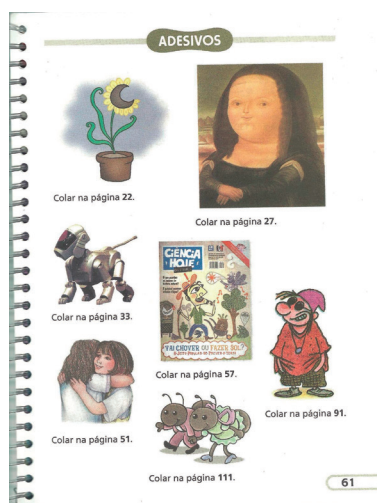 ADESIVOS
Colar na página 22.
Colar na página 27.
Colar na página 33.
CIÊNCIA
HOJE
VAI CHOVER OU FAZER SOL?
Colar na página 57.
Colar na página 91.
Colar na página 51.
Colar na página 111.
61